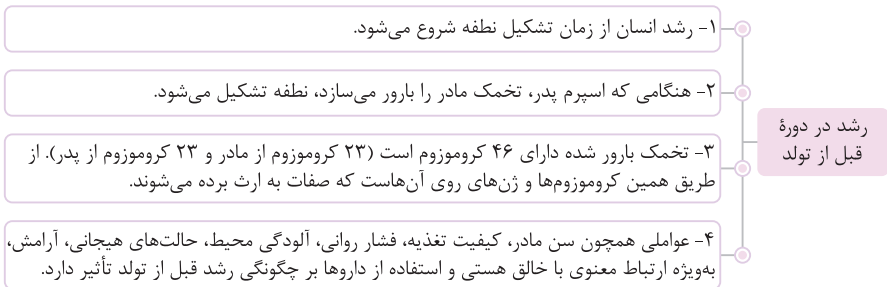 رشد در دورهٔ
قبل از تولد
۱- رشد انسان از زمان تشکیل نطفه شروع می‌شود.
۲- هنگامی که اسپرم پدر، تخمک مادر را بارور می‌سازد، نطفه تشکیل می‌شود.
۳- تخمک بارور شده دارای ۴۶ کروموزوم است (۲۳ کروموزوم از مادر و ۲۳ کروموزوم از پدر). از
طریق همین کروموزوم‌ها و ژن‌های روی آن‌هاست که صفات به ارث برده می‌شوند.
۴- عواملی همچون سن مادر، کیفیت تغذیه، فشار روانی، آلودگی محیط، حالت‌های هیجانی، آرامش،
به‌ویژه ارتباط معنوی با خالق هستی و استفاده از داروها بر چگونگی رشد قبل از تولد تأثیر دارد.